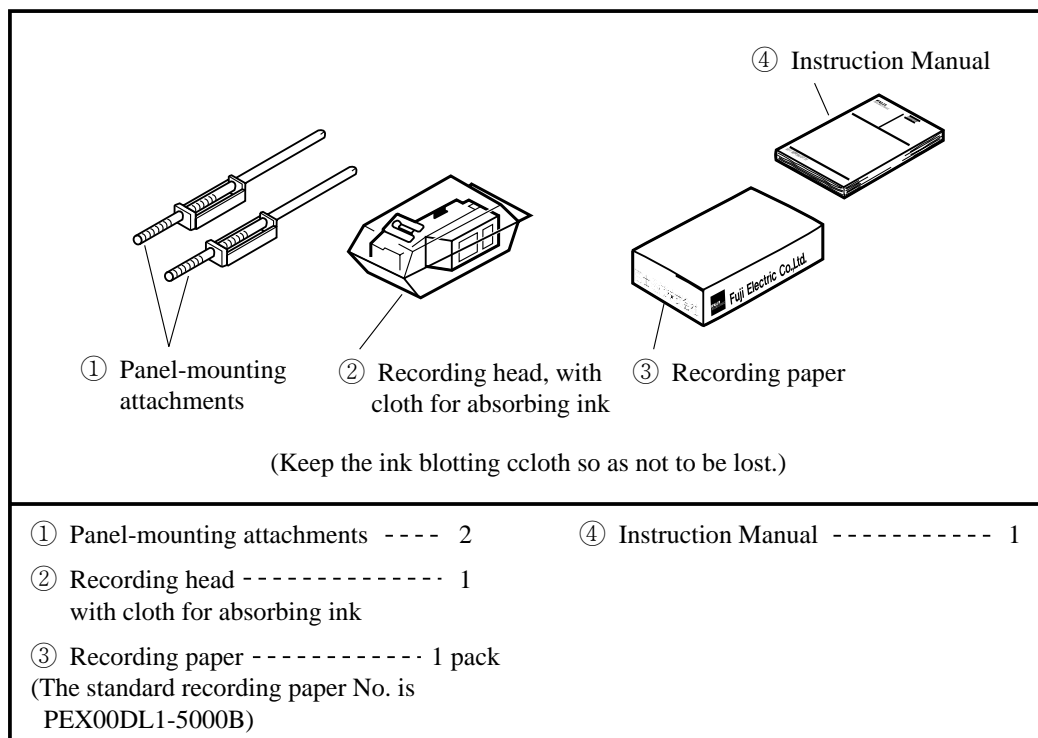 ④ Instruction Manual
Fuji Electric Co.,Ltd.
① Panel-mounting
attachments
② Recording head, with
cloth for absorbing ink
③ Recording paper
(Keep the ink blotting ccloth so as not to be lost.)
① Panel-mounting attachments ---- 2
② Recording head -------------- 1
with cloth for absorbing ink
③ Recording paper ------------ 1 pack
(The standard recording paper No. is
PEX00DL1-5000B)
④ Instruction Manual ----------- 1